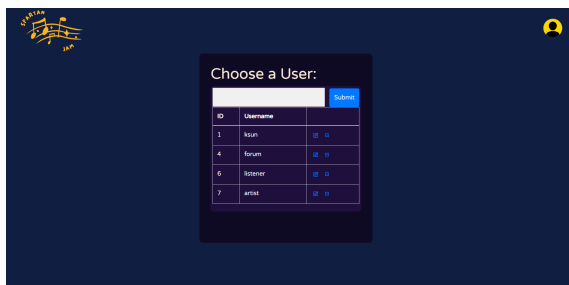 SPARTAN
JAM
Choose a User:
Submit
ID Username
1 ksun
4 forum
6 listener
7 artist